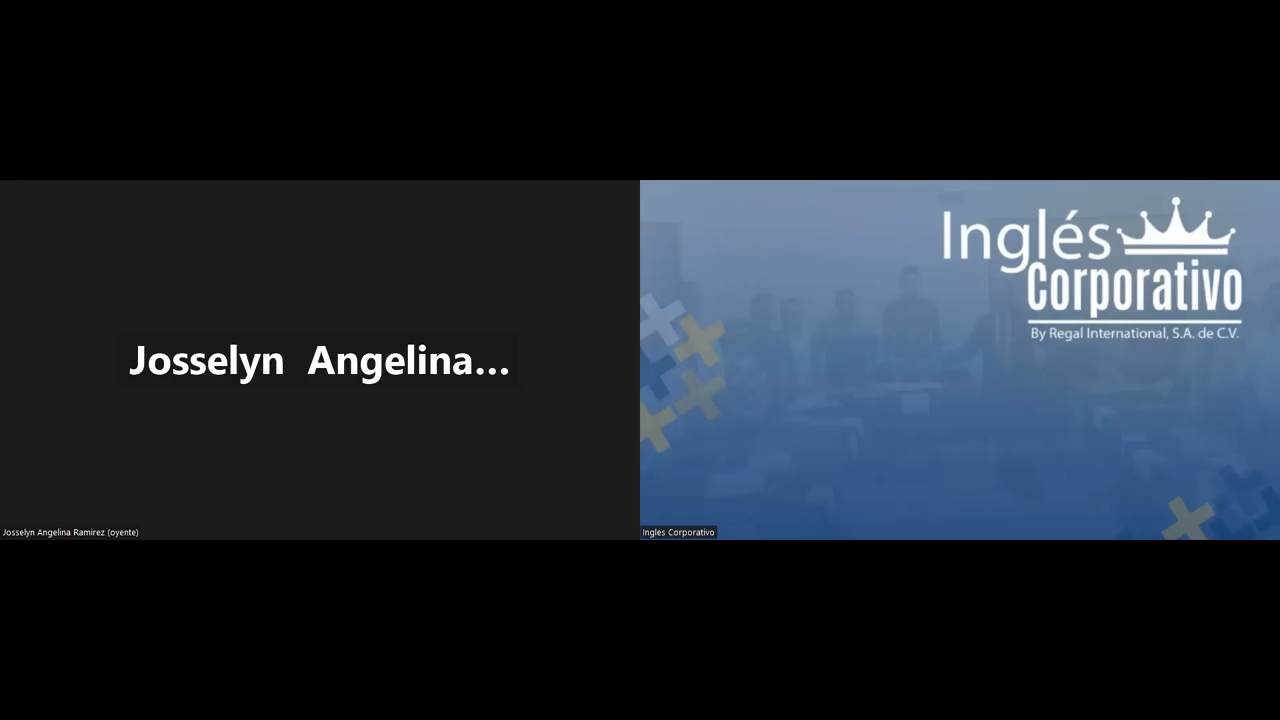 Josselyn Angelina...
Josselyn Angelina Ramirez (oyente)
Inglés
Corporativo
By Regal International, S.A. de C.V.
Ingles Corporativo